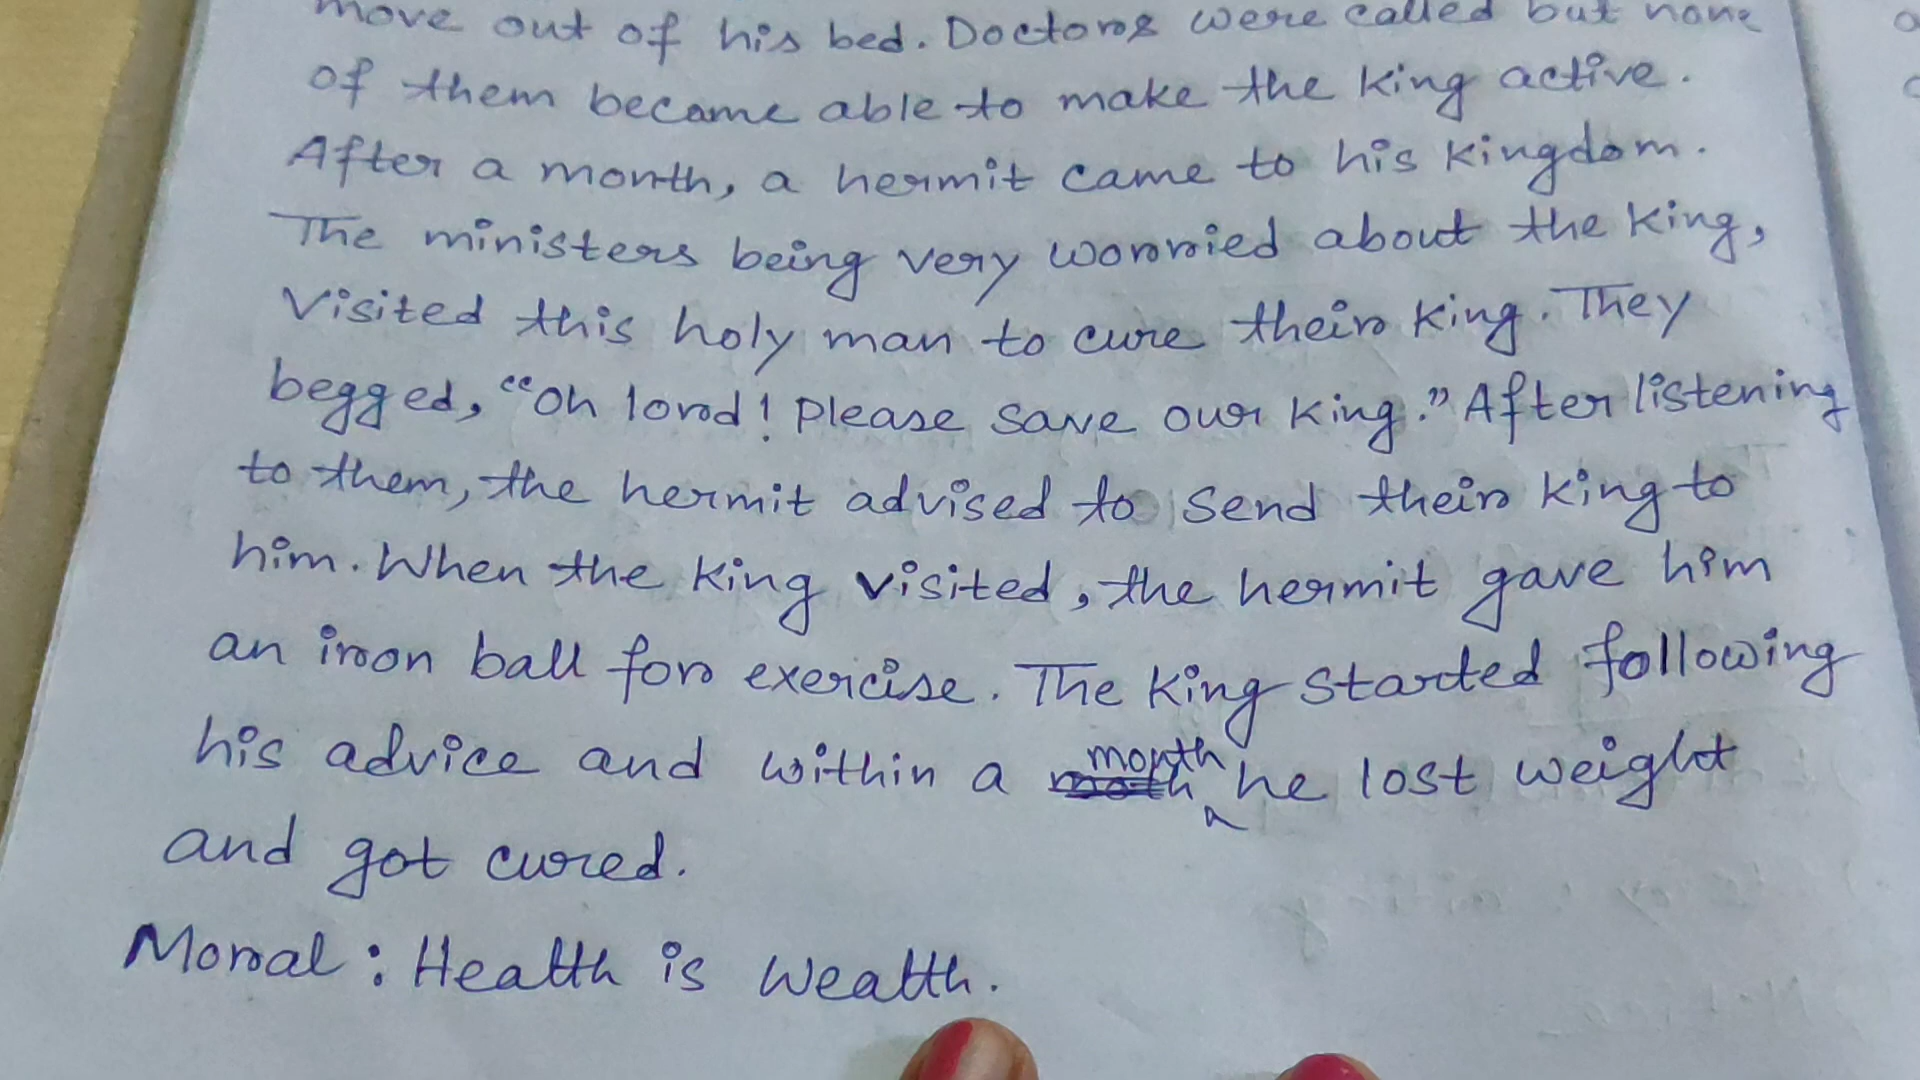 move out of his bed. Doctors were called but none
of them became able to make the king active.
After a month, a hermit came to his kingdom.
The ministers being very worried about the king,
Visited this holy man to cure their king. They
begged, "Oh lord! Please save our king." After listening
to them, the hermit advised to send their king to
him. When the king visited, the hermit gave him
an iron ball for exercise. The king started following
his advice and within a month he lost weight
and got cured.
Moral : Health is wealth.